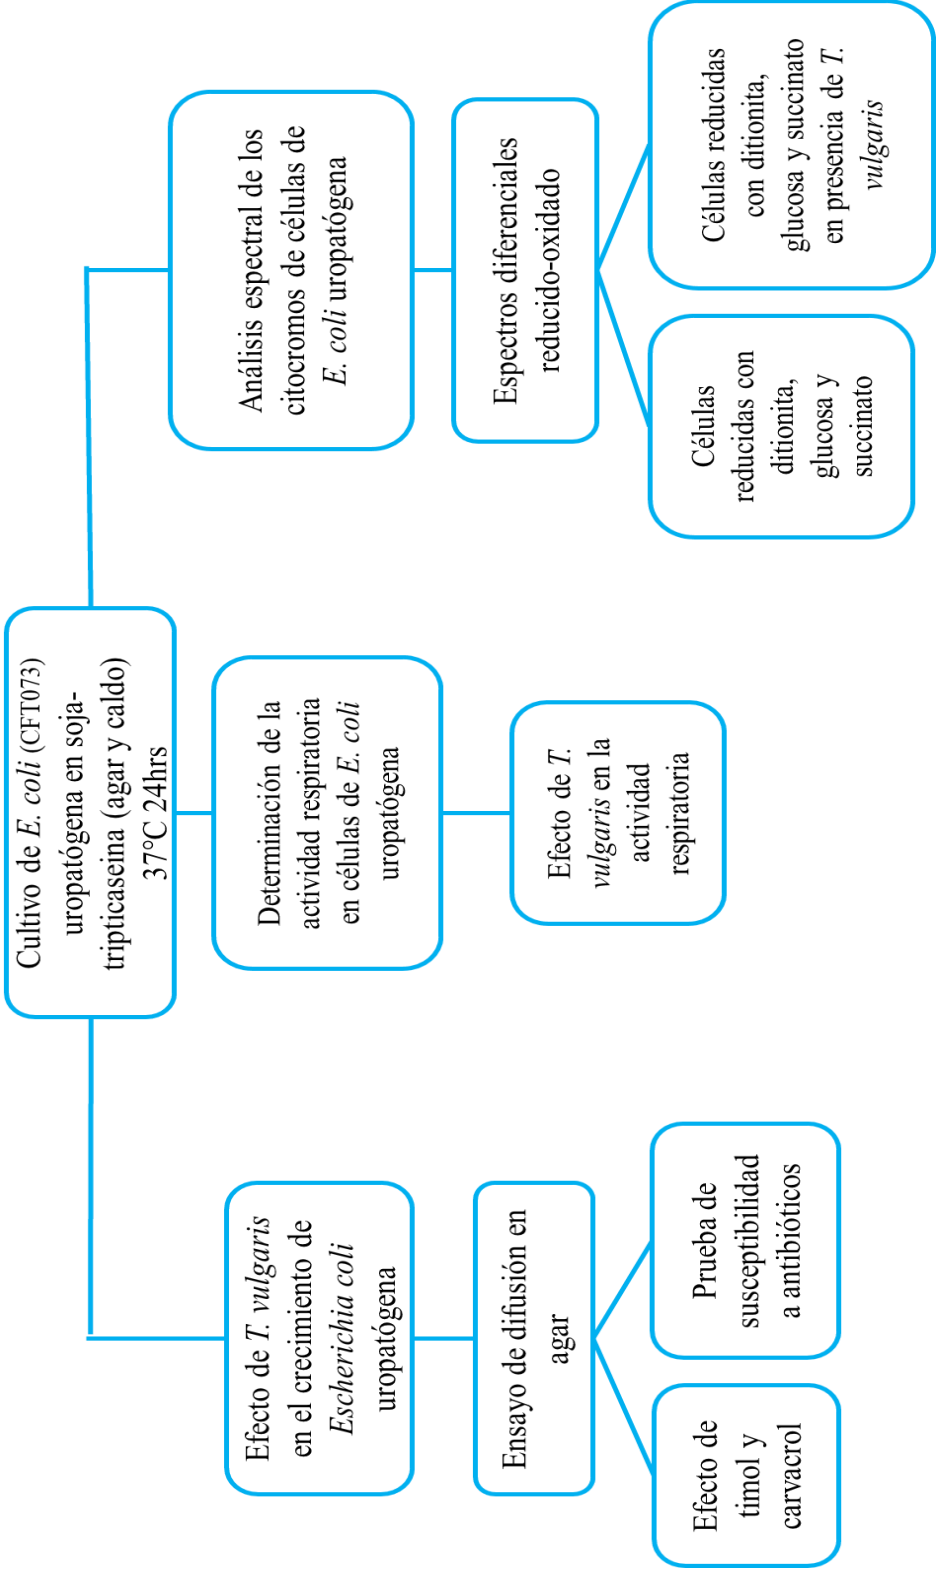 Cultivo de E. coli (CFT073)
uropatógena en soja-
tripticaseina (agar y caldo)
37°C 24hrs
Efecto de T. vulgaris
en el crecimiento de
Escherichia coli
uropatógena
Ensayo de difusión en
agar
Efecto de
timol y
carvacrol
Prueba de
susceptibilidad
a antibióticos
Determinación de la
actividad respiratoria
en células de E. coli
uropatógena
Efecto de T.
vulgaris en la
actividad
respiratoria
Análisis espectral de los
citocromos de células de
E. coli uropatógena
Espectros diferenciales
reducido-oxidado
Células
reducidas con
ditionita,
glucosa y
succinato
Células reducidas
con ditionita,
glucosa y succinato
en presencia de T.
vulgaris